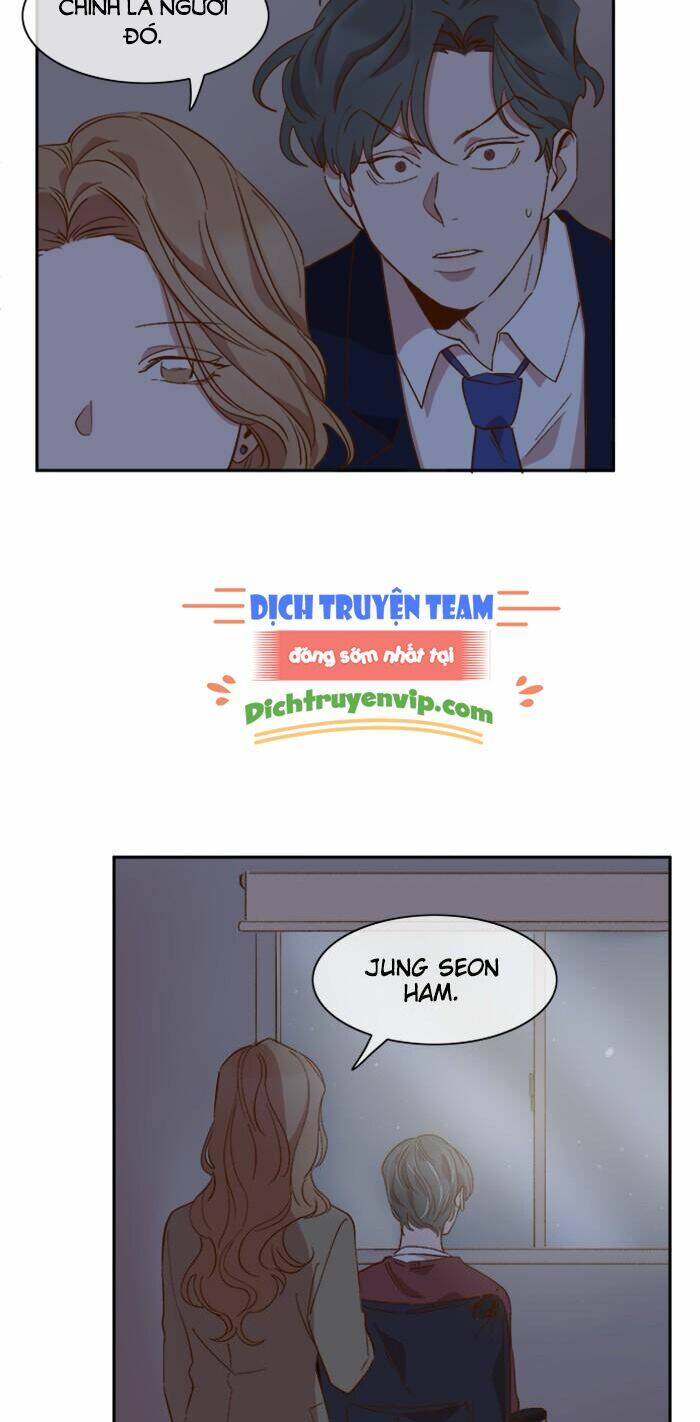 CHÍNH LÀ NGƯỜI
ĐÓ.
DỊCH TRUYỆN TEAM
đăng sớm nhất tại
Dichtruyenvip.com
JUNG SEON
HAM.